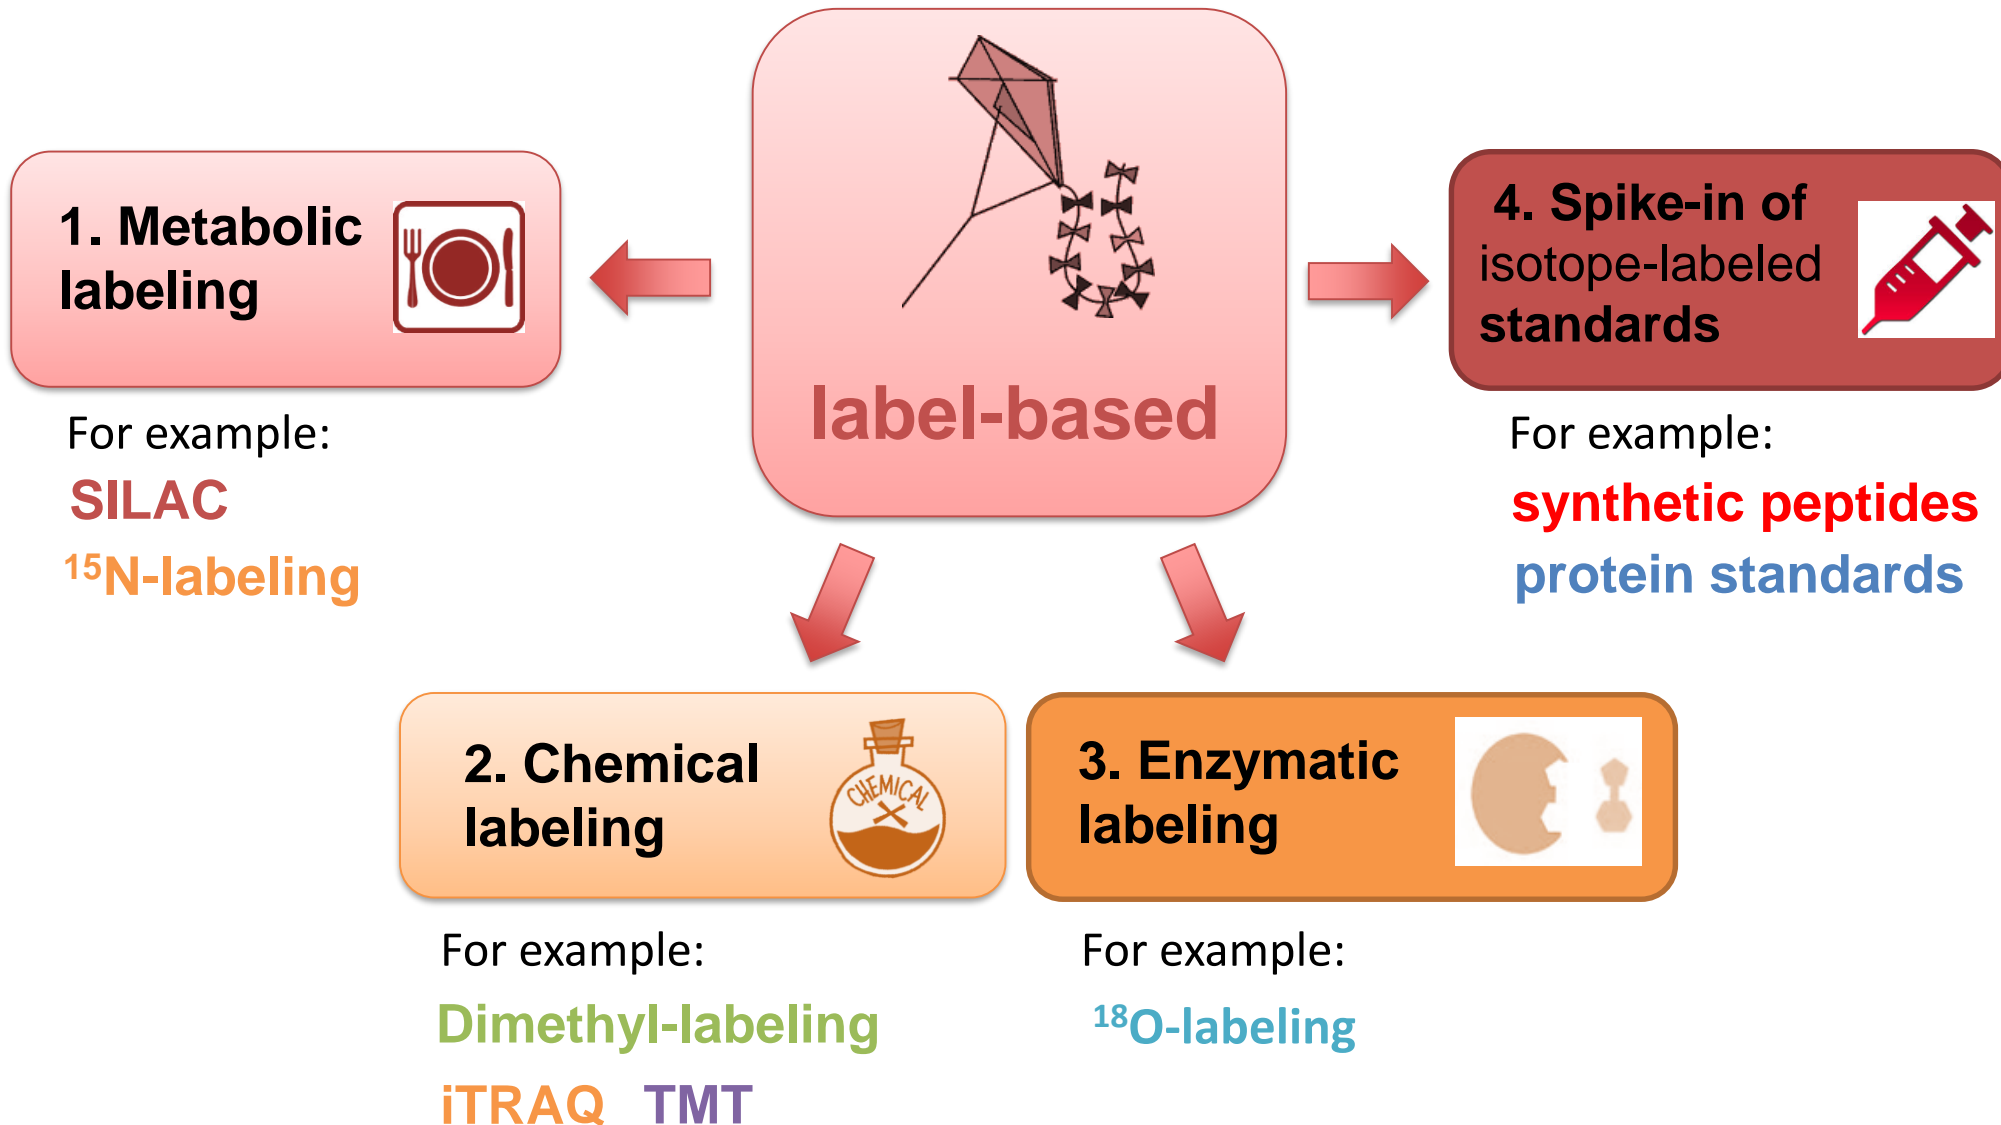 label-based
1. Metabolic
labeling
For example:
SILAC
¹⁵N-labeling
2. Chemical
labeling
CHEMICAL
For example:
Dimethyl-labeling
iTRAQ TMT
3. Enzymatic
labeling
For example:
¹⁸O-labeling
4. Spike-in of
isotope-labeled
standards
For example:
synthetic peptides
protein standards